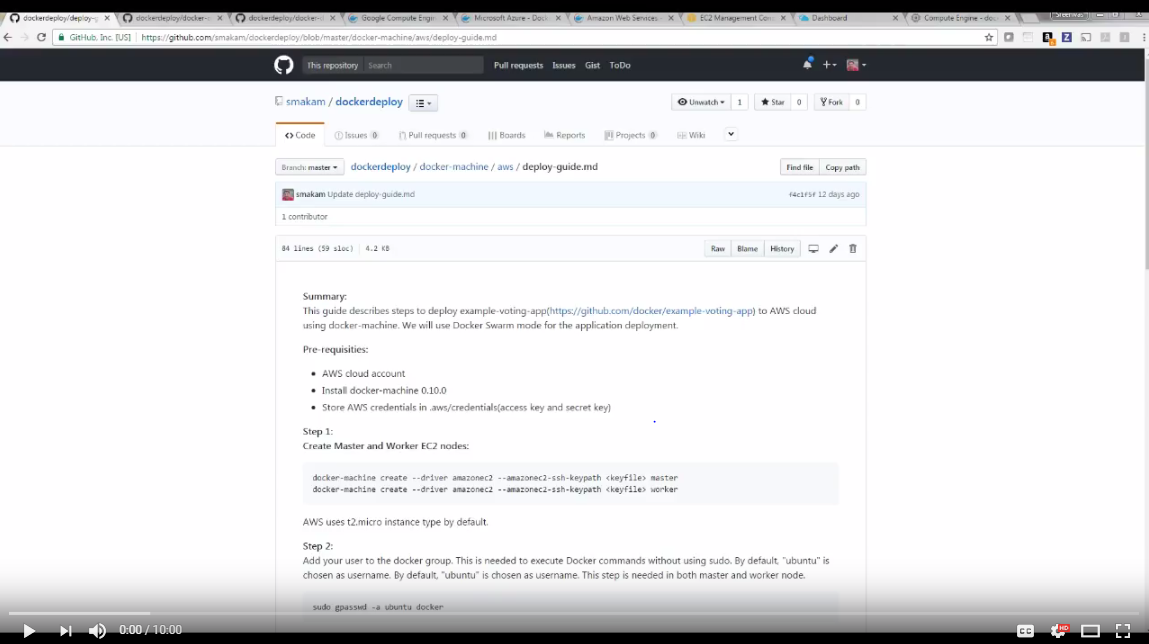 dockerdeploy/deploy-g
dockerdeploy/docker-
dockerdeploy/docker-
Google Compute Engin
Microsoft Azure - Dock
Amazon Web Services -
EC2 Management Con
Dashboard
Compute Engine - doc
GitHub, Inc. [US] https://github.com/smakam/dockerdeploy/blob/master/docker-machine/aws/deploy-guide.md
This repository Search Pull requests Issues Gist ToDo
smakam / dockerdeploy
Unwatch 1 Star 0 Fork 0
Code Issues 0 Pull requests 0 Boards Reports Projects 0 Wiki
Branch: master dockerdeploy / docker-machine / aws / deploy-guide.md Find file Copy path
smakam Update deploy-guide.md f4c1f5f 12 days ago
1 contributor
84 lines (59 sloc) 4.2 KB Raw Blame History
Summary:
This guide describes steps to deploy example-voting-app(https://github.com/docker/example-voting-app) to AWS cloud
using docker-machine. We will use Docker Swarm mode for the application deployment.
Pre-requisities:
AWS cloud account
Install docker-machine 0.10.0
Store AWS credentials in .aws/credentials(access key and secret key)
Step 1:
Create Master and Worker EC2 nodes:
docker-machine create --driver amazonec2 --amazonec2-ssh-keypath <keyfile> master
docker-machine create --driver amazonec2 --amazonec2-ssh-keypath <keyfile> worker
AWS uses t2.micro instance type by default.
Step 2:
Add your user to the docker group. This is needed to execute Docker commands without using sudo. By default, "ubuntu" is
chosen as username. By default, "ubuntu" is chosen as username. This step is needed in both master and worker node.
sudo gpasswd -a ubuntu docker
0:00 / 10:00
CC HD